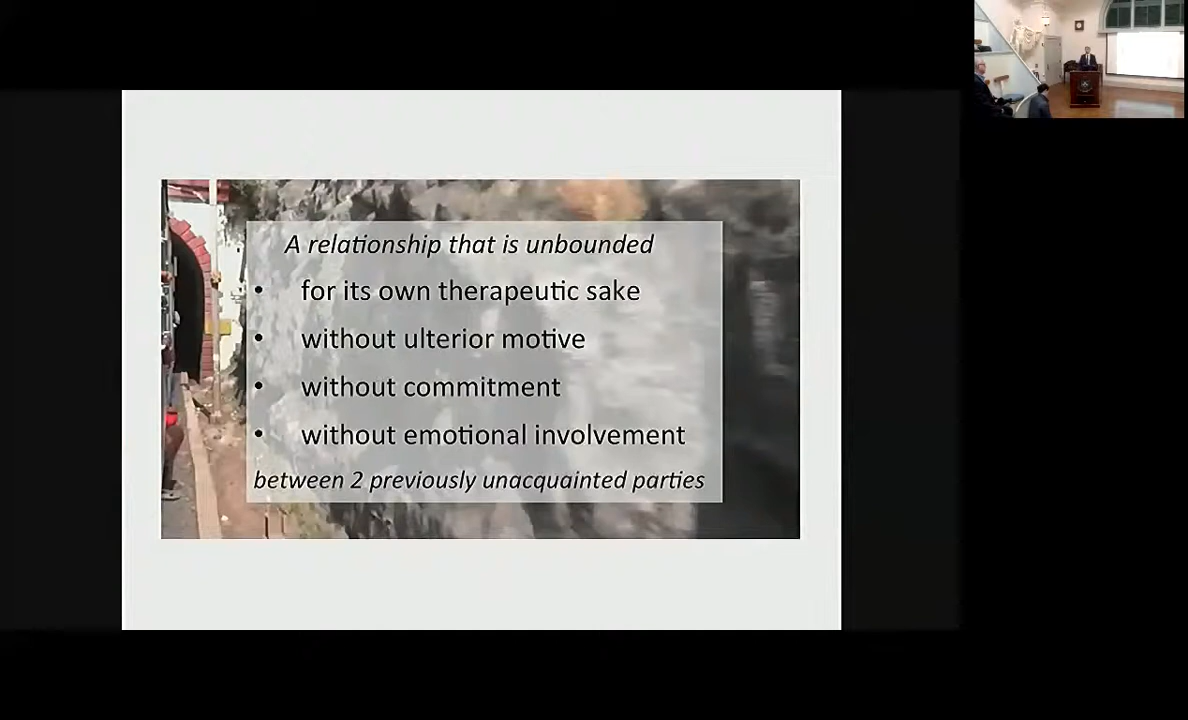 A relationship that is unbounded
• for its own therapeutic sake
• without ulterior motive
• without commitment
• without emotional involvement
between 2 previously unacquainted parties